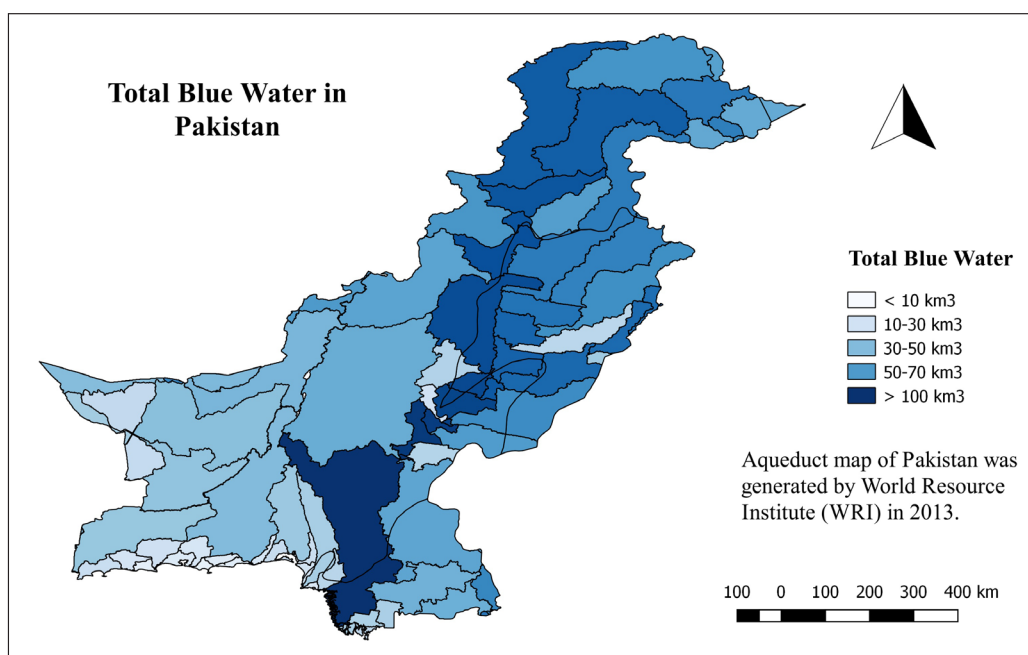 Total Blue Water in
Pakistan
Total Blue Water
< 10 km3
10-30 km3
30-50 km3
50-70 km3
> 100 km3
Aqueduct map of Pakistan was
generated by World Resource
Institute (WRI) in 2013.
100 0 100 200 300 400 km